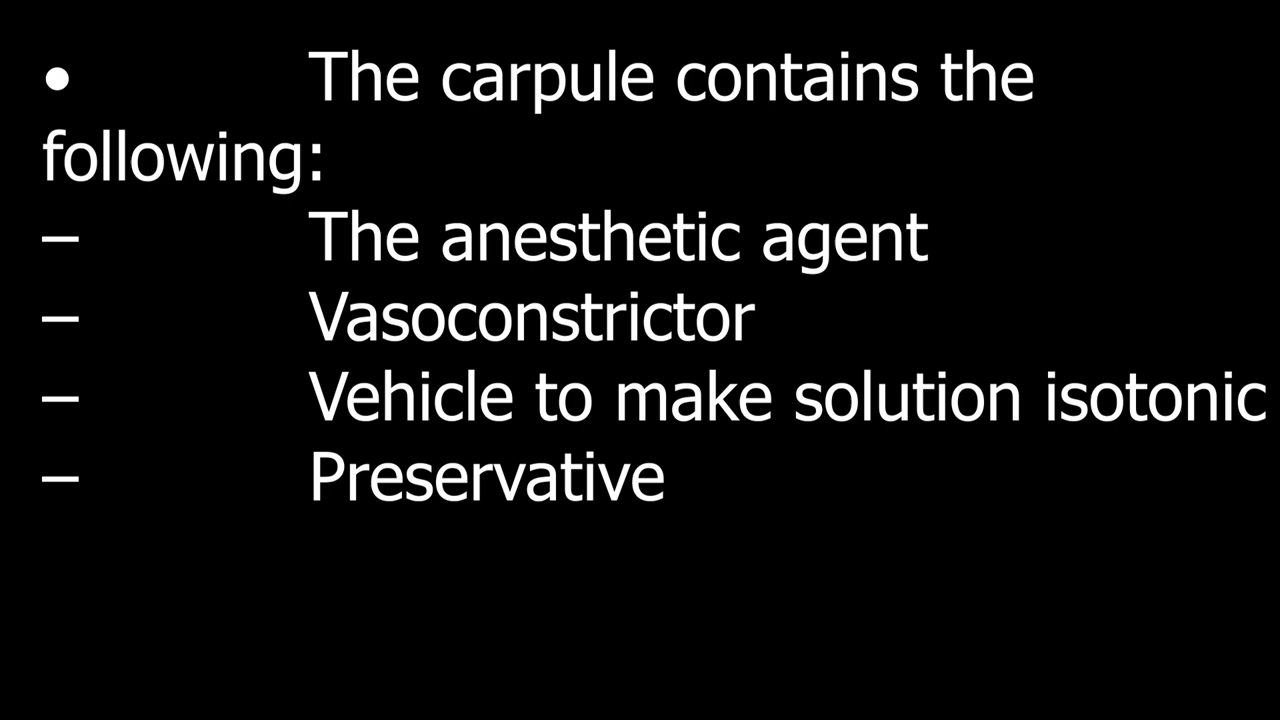 • The carpule contains the
following:
– The anesthetic agent
– Vasoconstrictor
– Vehicle to make solution isotonic
– Preservative